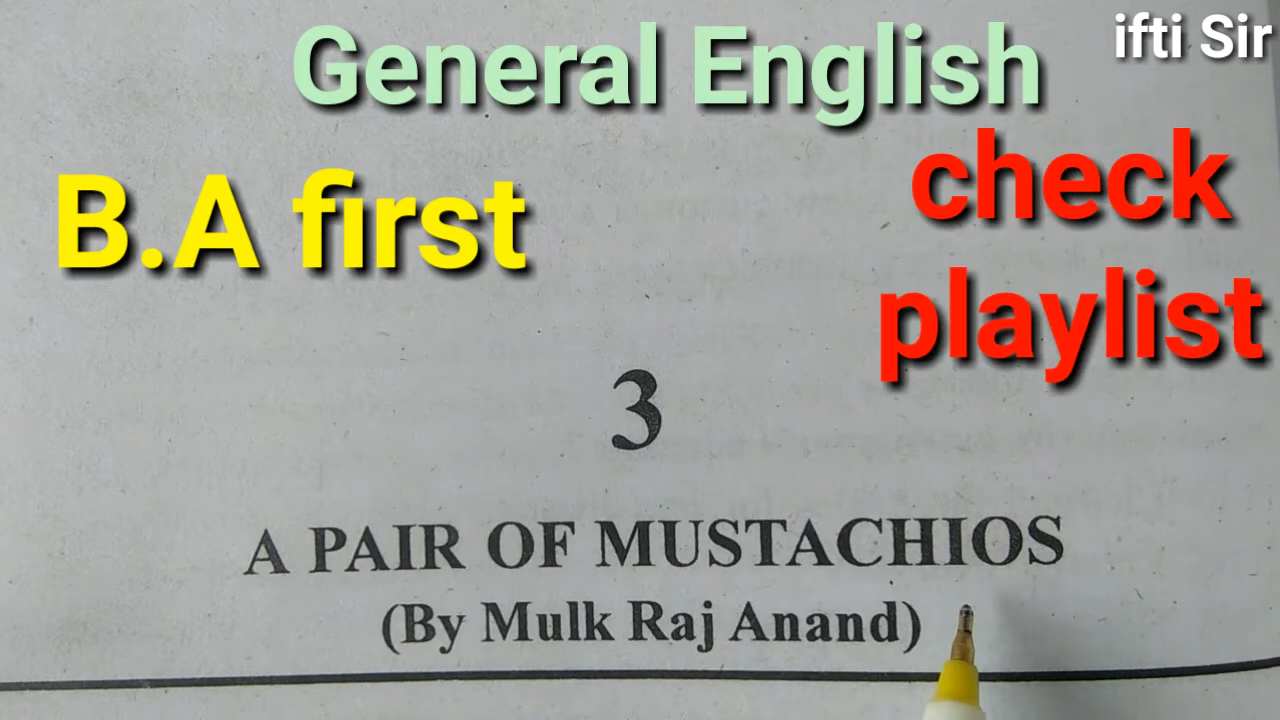 General English
ifti Sir
B.A first
check
playlist
3
A PAIR OF MUSTACHIOS
(By Mulk Raj Anand)